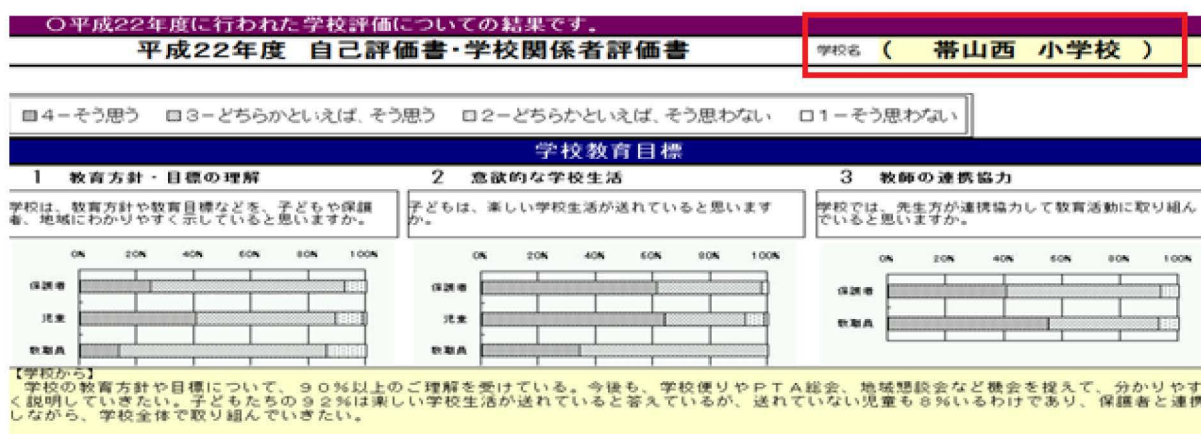 ○平成22年度に行われた学校評価についての結果です。
平成22年度 自己評価書・学校関係者評価書 学校名 ( 帯山西 小学校 )
4-そう思う 3-どちらかといえば、そう思う 2-どちらかといえば、そう思わない 1-そう思わない
学校教育目標
1 教育方針・目標の理解
学校は、教育方針や教育目標などを、子どもや保護
者、地域にわかりやすく示していると思いますか。
0% 20% 40% 60% 80% 100%
保護者
児童
教職員
2 意欲的な学校生活
子どもは、楽しい学校生活が送れていると思います
か。
0% 20% 40% 60% 80% 100%
保護者
児童
教職員
3 教師の連携協力
学校では、先生方が連携協力して教育活動に取り組ん
でいると思いますか。
0% 20% 40% 60% 80% 100%
保護者
教職員
【学校から】
学校の教育方針や目標について、90%以上のご理解を受けている。今後も、学校便りやPTA総会、地域懇談会など機会を捉えて、分かりやす
く説明していきたい。子どもたちの92%は楽しい学校生活が送れていると答えているが、送れていない児童も8%いるわけであり、保護者と連携
しながら、学校全体で取り組んでいきたい。